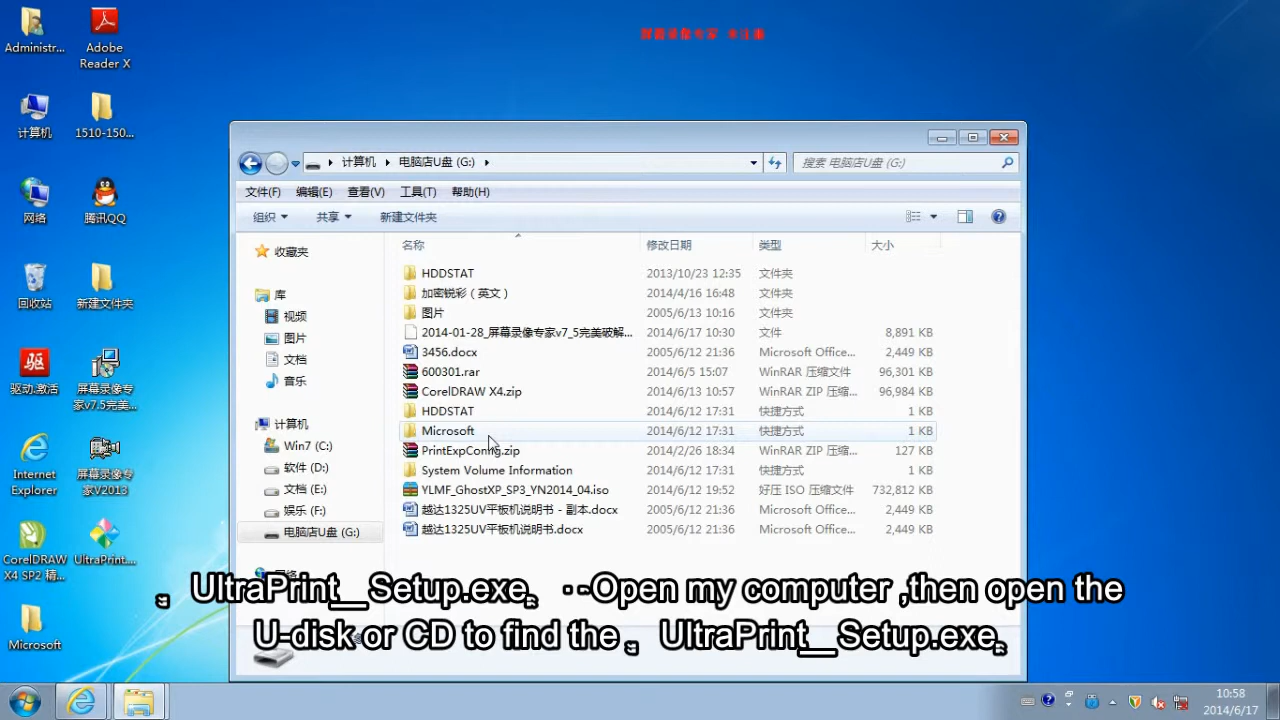 Administr...
Adobe
Reader X
屏幕录像专家 未注册
计算机
1510-150...
网络
腾讯QQ
回收站
新建文件夹
驱动激活
屏幕录像专
家v7.5完美...
Internet
Explorer
屏幕录像专
家V2013
CorelDRAW
X4 SP2 精...
UltraPrint...
Microsoft
计算机 电脑店U盘 (G:)
搜索 电脑店U盘 (G:)
文件(F) 编辑(E) 查看(V) 工具(T) 帮助(H)
组织 共享 新建文件夹
收藏夹
库
视频
图片
文档
音乐
计算机
Win7 (C:)
软件 (D:)
文档 (E:)
娱乐 (F:)
电脑店U盘 (G:)
网络
名称 修改日期 类型 大小
HDDSTAT 2013/10/23 12:35 文件夹
加密锐彩（英文） 2014/4/16 16:48 文件夹
图片 2005/6/13 10:16 文件夹
2014-01-28_屏幕录像专家v7_5完美破解... 2014/6/17 10:30 文件 8,891 KB
3456.docx 2005/6/12 21:36 Microsoft Office... 2,449 KB
600301.rar 2014/6/5 15:07 WinRAR 压缩文件 96,301 KB
CorelDRAW X4.zip 2014/6/13 10:57 WinRAR ZIP 压缩... 96,984 KB
HDDSTAT 2014/6/12 17:31 快捷方式 1 KB
Microsoft 2014/6/12 17:31 快捷方式 1 KB
PrintExpConfig.zip 2014/2/26 18:34 WinRAR ZIP 压缩... 127 KB
System Volume Information 2014/6/12 17:31 快捷方式 1 KB
YLMF_GhostXP_SP3_YN2014_04.iso 2014/6/12 19:52 好压 ISO 压缩文件 732,812 KB
越达1325UV平板机说明书 - 副本.docx 2005/6/12 21:36 Microsoft Office... 2,449 KB
越达1325UV平板机说明书.docx 2005/6/12 21:36 Microsoft Office... 2,449 KB
UltraPrint__Setup.exe。 --Open my computer ,then open the
U-disk or CD to find the UltraPrint__Setup.exe
10:58
2014/6/17